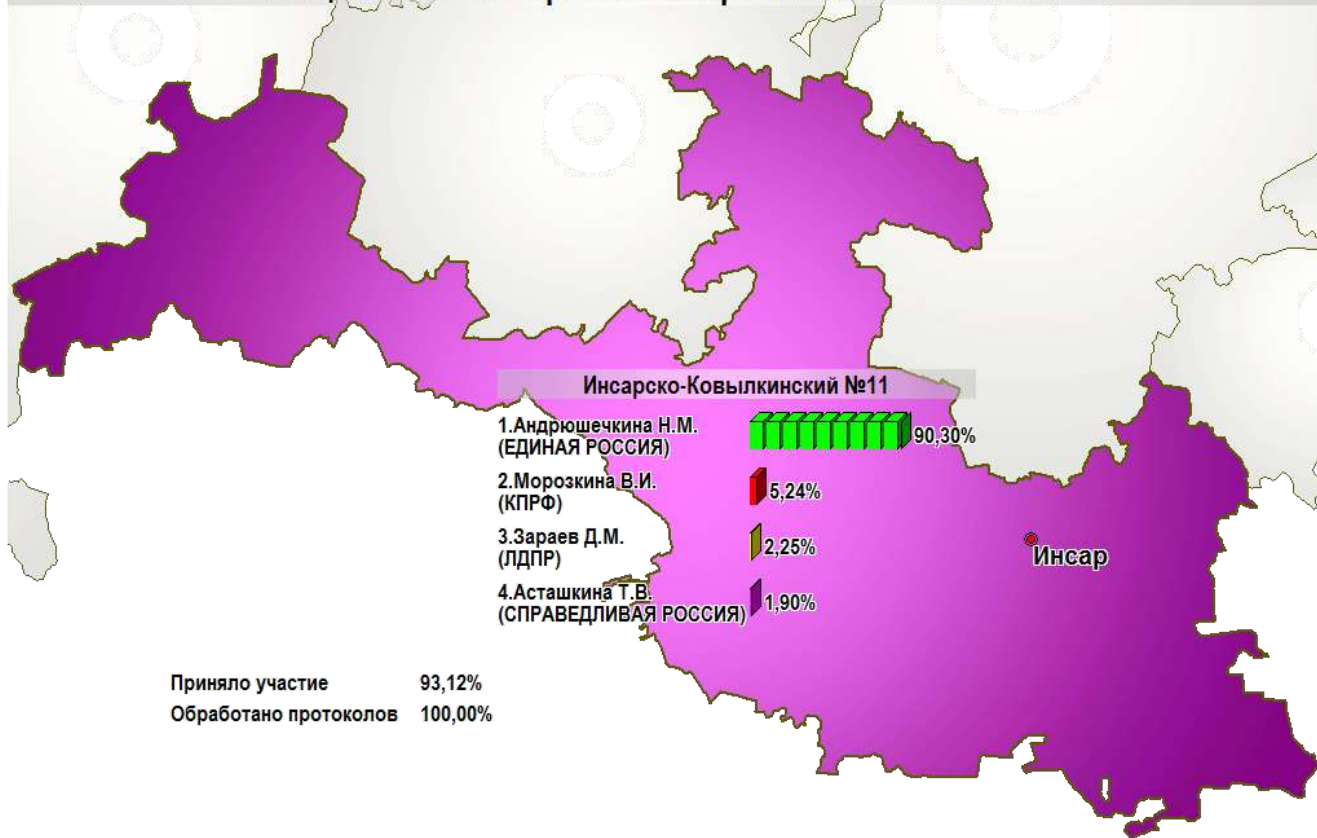 Инсарско-Ковылкинский №11
1.Андрюшечкина Н.М.
(ЕДИНАЯ РОССИЯ)
90,30%
2.Морозкина В.И.
(КПРФ)
5,24%
3.Зараев Д.М.
(ЛДПР)
2,25%
4.Асташкина Т.В.
(СПРАВЕДЛИВАЯ РОССИЯ)
1,90%
Инсар
Приняло участие 93,12%
Обработано протоколов 100,00%